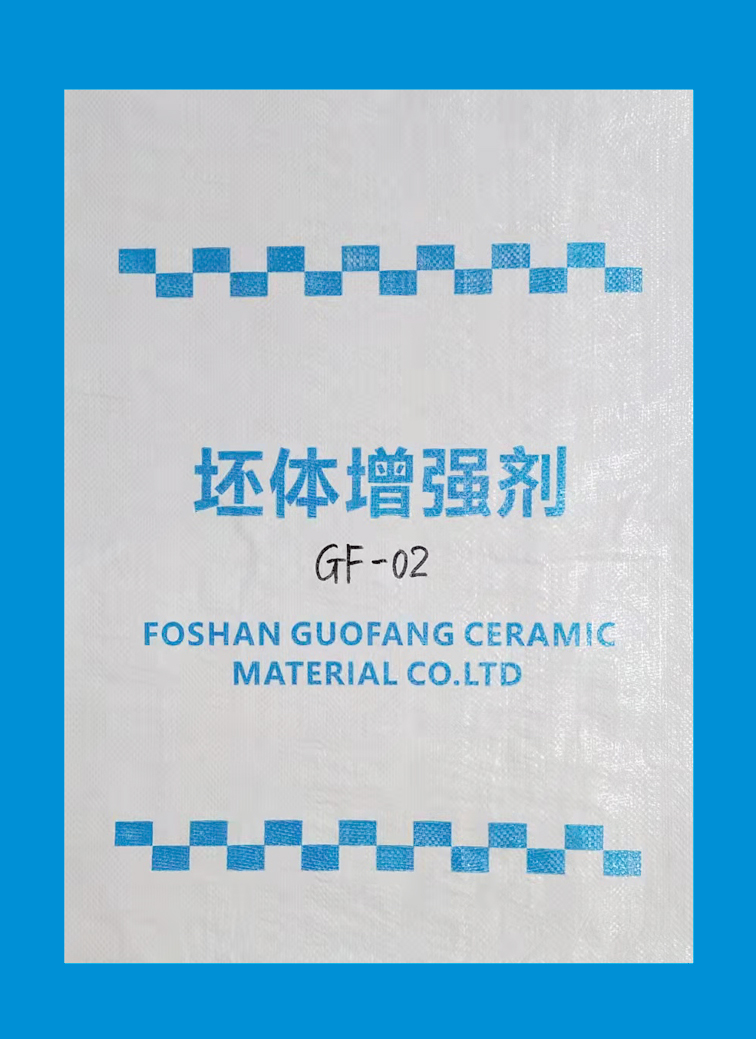 坯体增强剂
GF-02
FOSHAN GUOFANG CERAMIC
MATERIAL CO.LTD